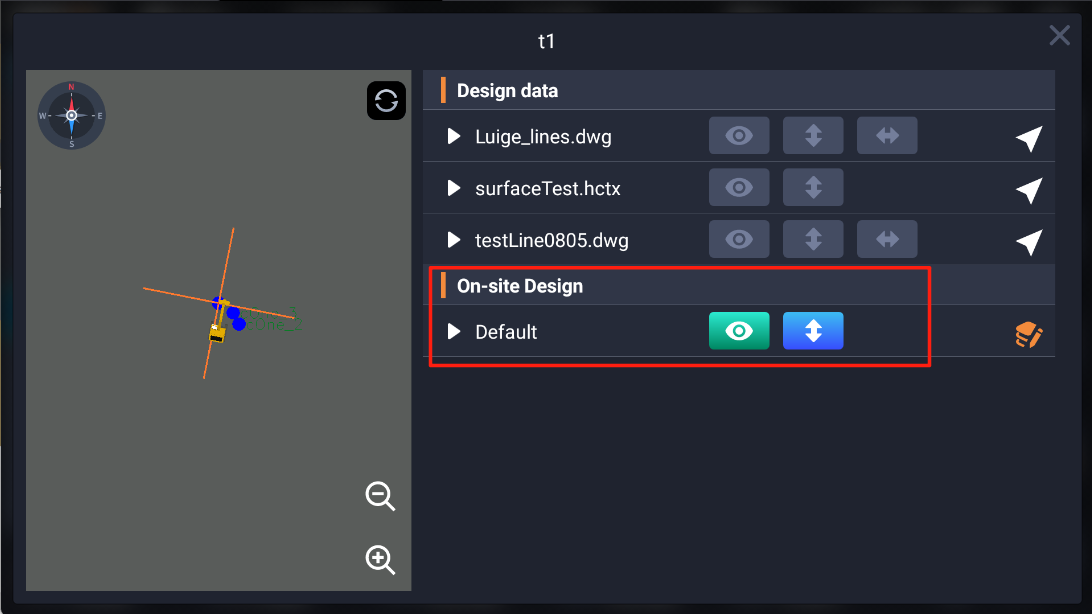 t1
N
W
E
S
Design data
Luige_lines.dwg
surfaceTest.hctx
testLine0805.dwg
On-site Design
Default